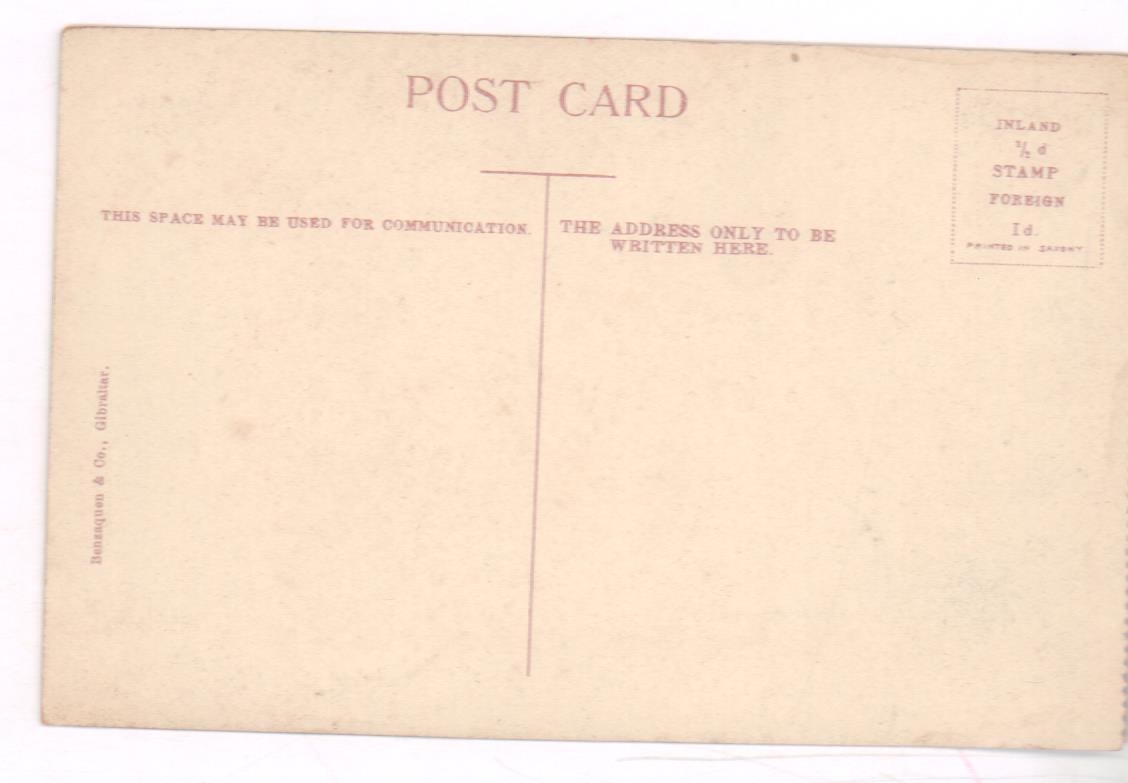 POST CARD
INLAND
½ d
STAMP
FOREIGN
1d.
PRINTED IN SAXONY
THIS SPACE MAY BE USED FOR COMMUNICATION.
THE ADDRESS ONLY TO BE
WRITTEN HERE.
Benzaquen & Co., Gibraltar.